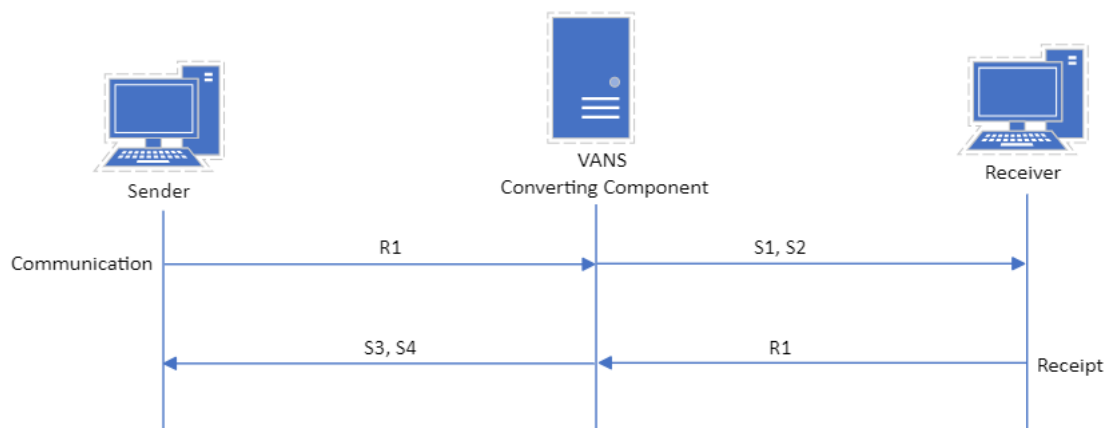 VANS
Converting Component
Sender
Receiver
Communication
R1
S1, S2
S3, S4
R1
Receipt